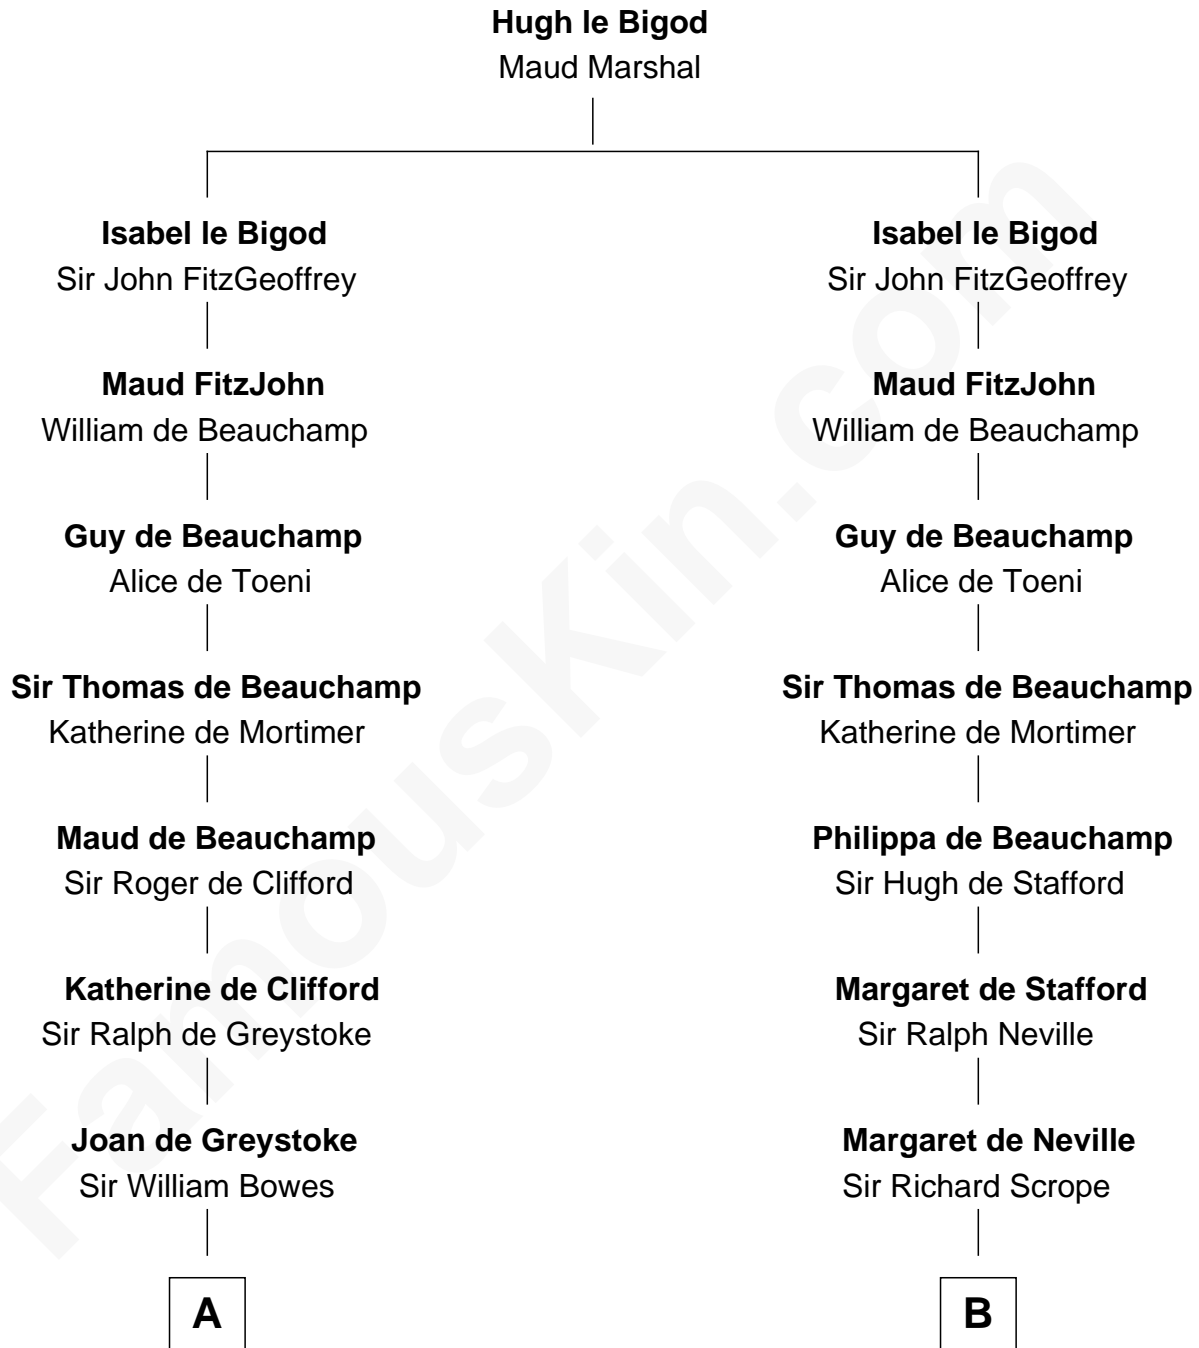 Hugh le Bigod
Maud Marshal
Isabel le Bigod
Sir John FitzGeoffrey
Maud FitzJohn
William de Beauchamp
Guy de Beauchamp
Alice de Toeni
Sir Thomas de Beauchamp
Katherine de Mortimer
Maud de Beauchamp
Sir Roger de Clifford
Katherine de Clifford
Sir Ralph de Greystoke
Joan de Greystoke
Sir William Bowes
A
Isabel le Bigod
Sir John FitzGeoffrey
Maud FitzJohn
William de Beauchamp
Guy de Beauchamp
Alice de Toeni
Sir Thomas de Beauchamp
Katherine de Mortimer
Philippa de Beauchamp
Sir Hugh de Stafford
Margaret de Stafford
Sir Ralph Neville
Margaret de Neville
Sir Richard Scrope
B
FamousKin.com